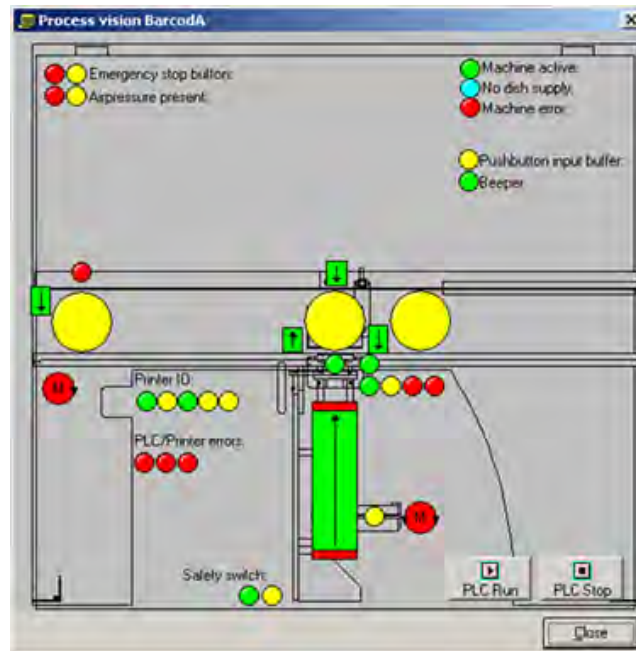 Process vision BarcodA
Emergency stop button:
Airpressure present:
Machine active:
No dish supply:
Machine error:
Pushbutton input buffer:
Beeper
Printer IO:
M
PLC/Printer errors:
M
Safety switch:
PLC Run
PLC Stop
Close